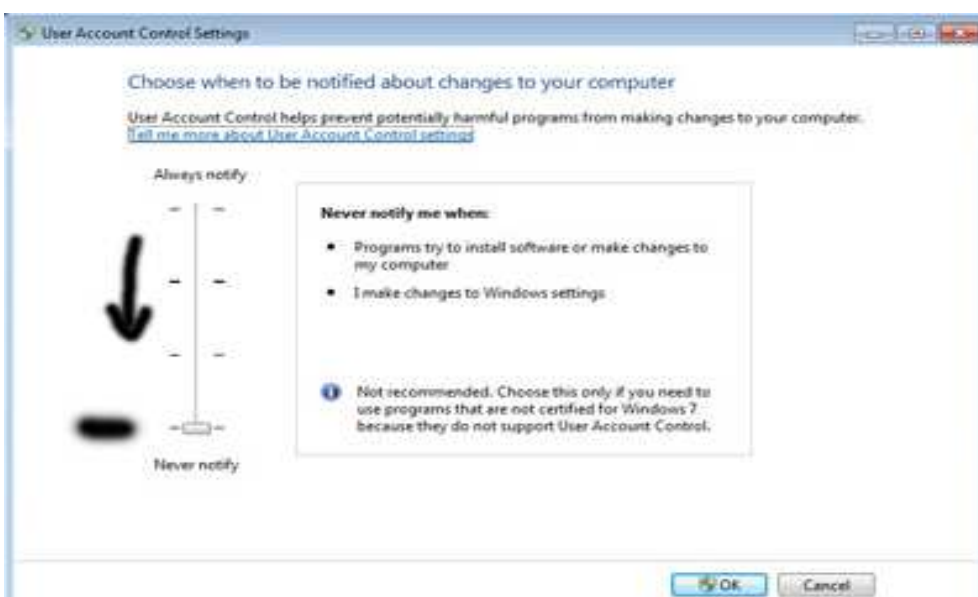 User Account Control Settings
Choose when to be notified about changes to your computer
User Account Control helps prevent potentially harmful programs from making changes to your computer.
Tell me more about User Account Control settings
Always notify
Never notify me when:
• Programs try to install software or make changes to
my computer
• I make changes to Windows settings
Not recommended. Choose this only if you need to
use programs that are not certified for Windows 7
because they do not support User Account Control.
Never notify
OK
Cancel